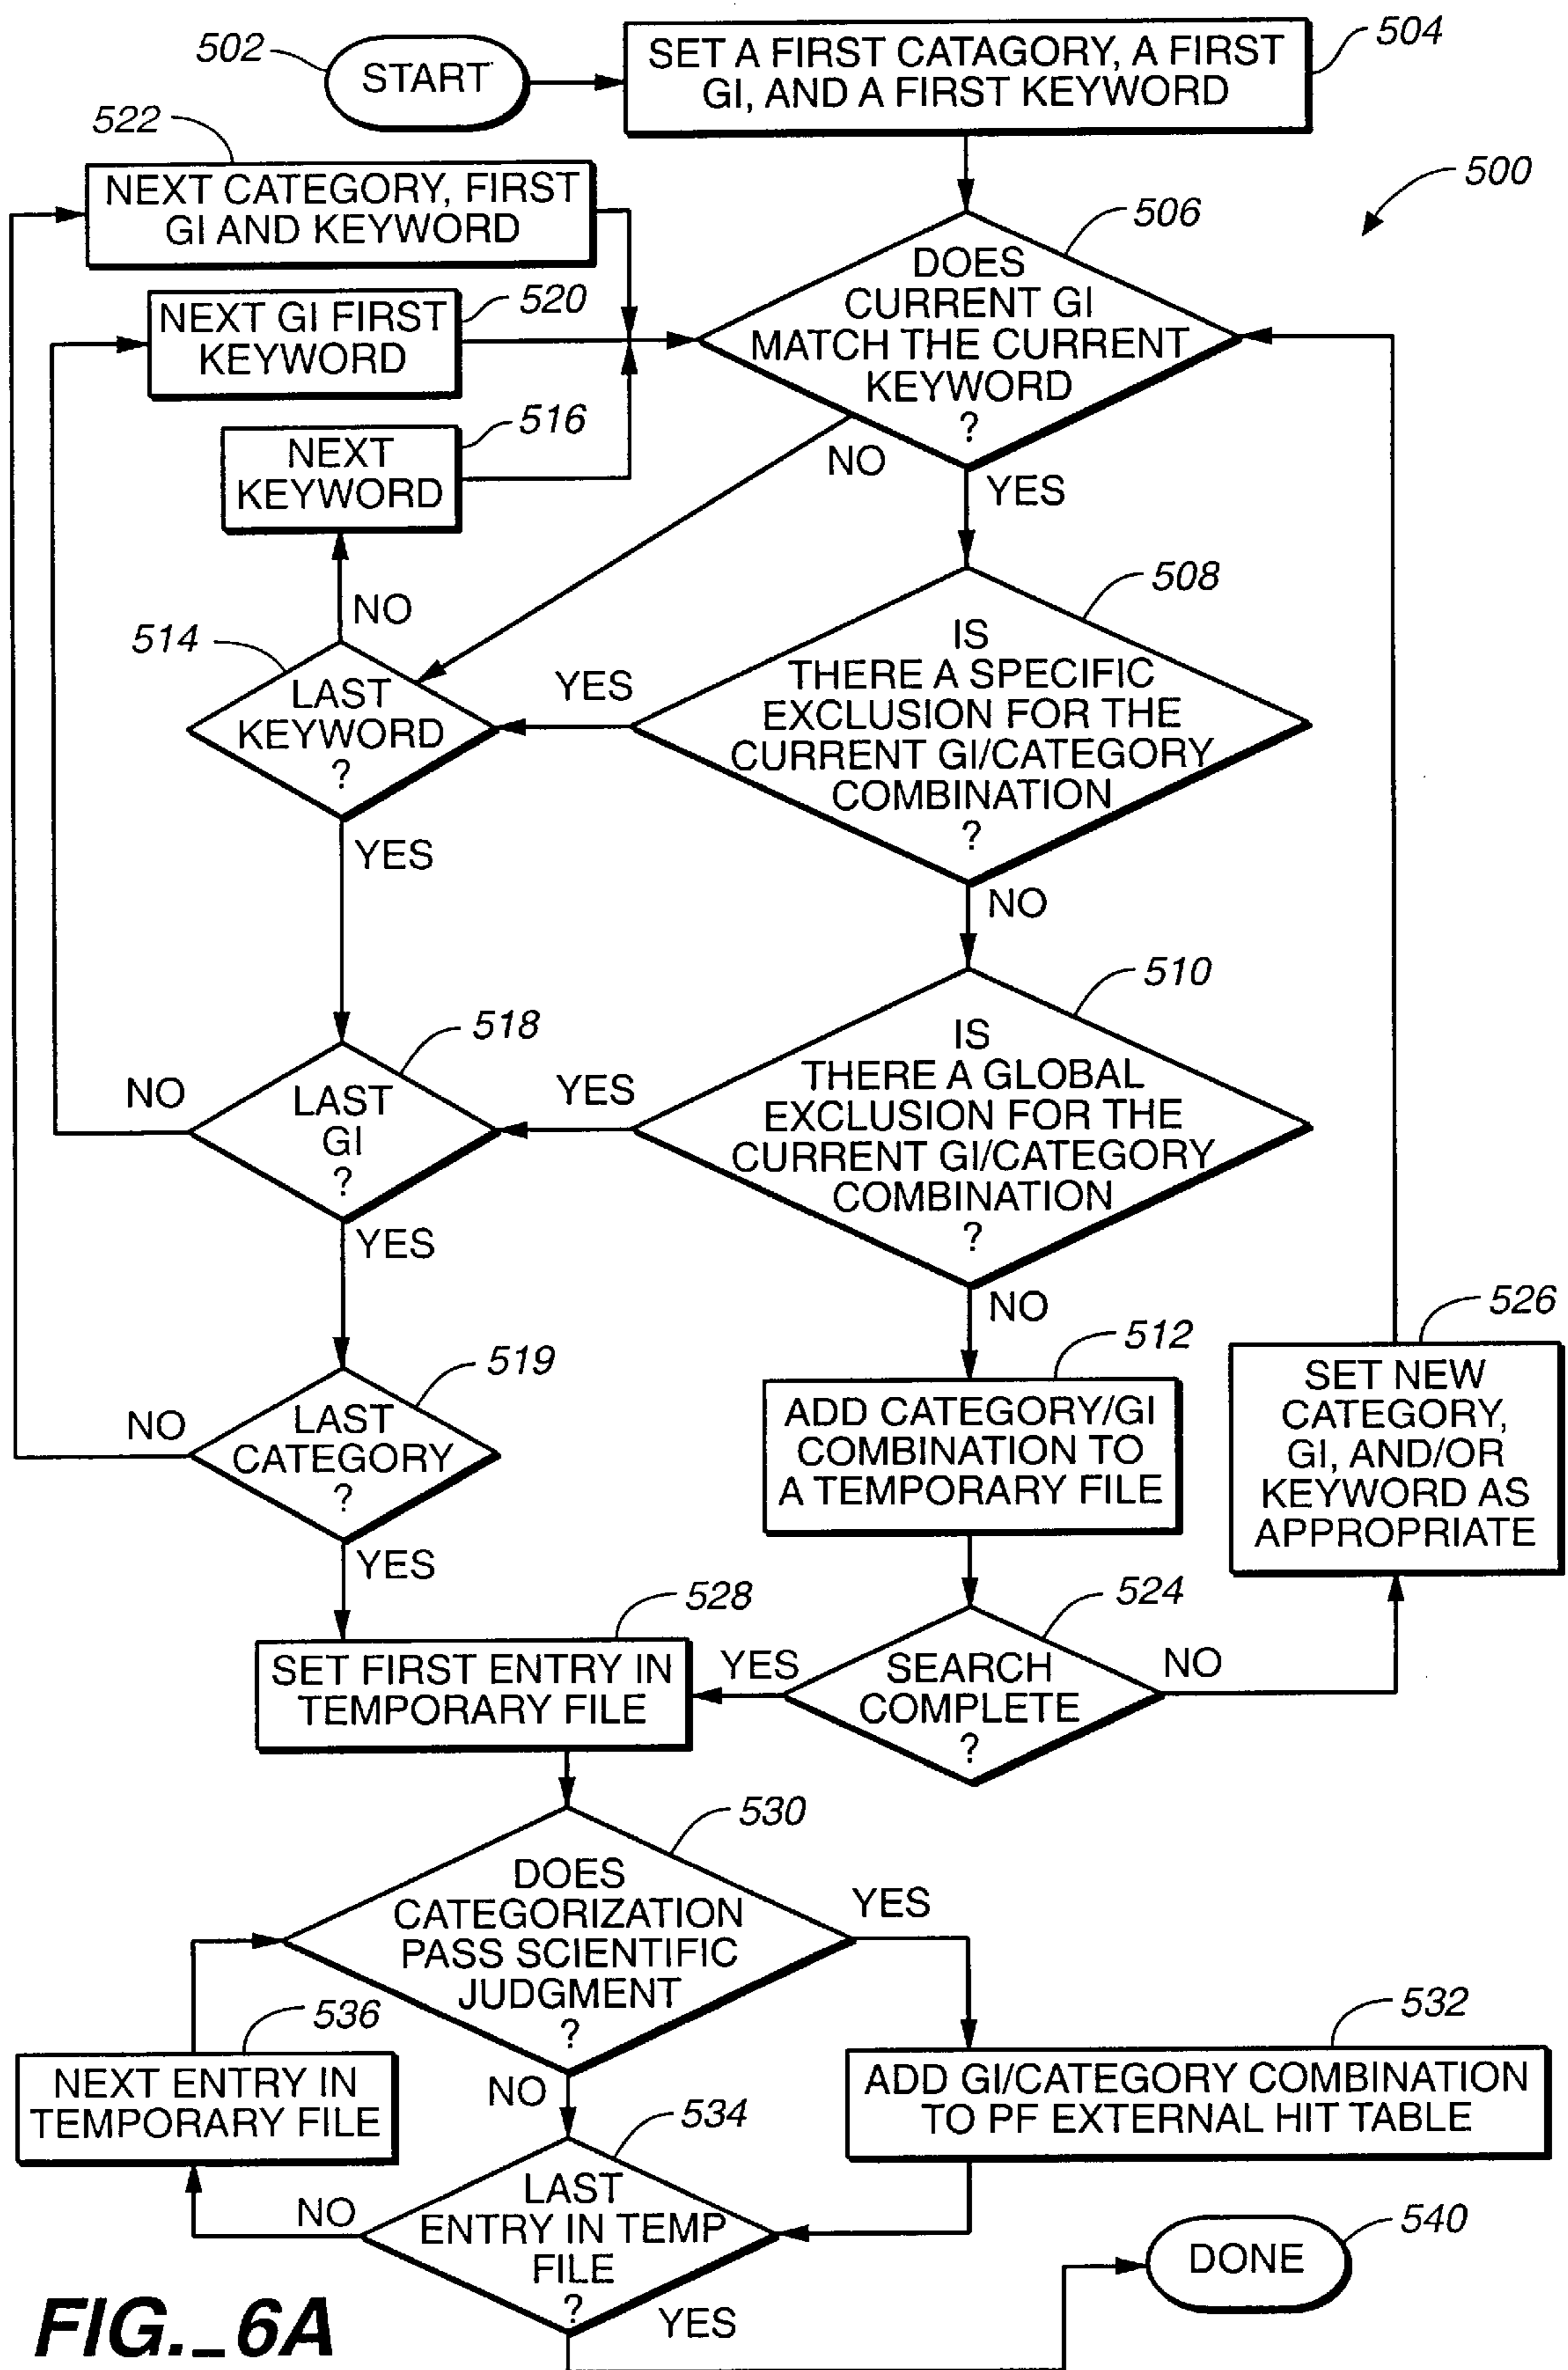 502
START
SET A FIRST CATAGORY, A FIRST
GI, AND A FIRST KEYWORD
504
522
NEXT CATEGORY, FIRST
GI AND KEYWORD
500
506
DOES
CURRENT GI
MATCH THE CURRENT
KEYWORD
?
520
NEXT GI FIRST
KEYWORD
516
NEXT
KEYWORD
NO
YES
508
IS
THERE A SPECIFIC
EXCLUSION FOR THE
CURRENT GI/CATEGORY
COMBINATION
?
NO
514
LAST
KEYWORD
?
YES
YES
NO
510
IS
THERE A GLOBAL
EXCLUSION FOR THE
CURRENT GI/CATEGORY
COMBINATION
?
518
LAST
GI
?
NO
YES
YES
NO
512
ADD CATEGORY/GI
COMBINATION TO
A TEMPORARY FILE
526
SET NEW
CATEGORY,
GI, AND/OR
KEYWORD AS
APPROPRIATE
519
LAST
CATEGORY
?
NO
YES
528
SET FIRST ENTRY IN
TEMPORARY FILE
YES
524
SEARCH
COMPLETE
?
NO
530
DOES
CATEGORIZATION
PASS SCIENTIFIC
JUDGMENT
?
YES
536
NEXT ENTRY IN
TEMPORARY FILE
NO
532
ADD GI/CATEGORY COMBINATION
TO PF EXTERNAL HIT TABLE
534
LAST
ENTRY IN TEMP
FILE
?
NO
YES
540
DONE
FIG._6A